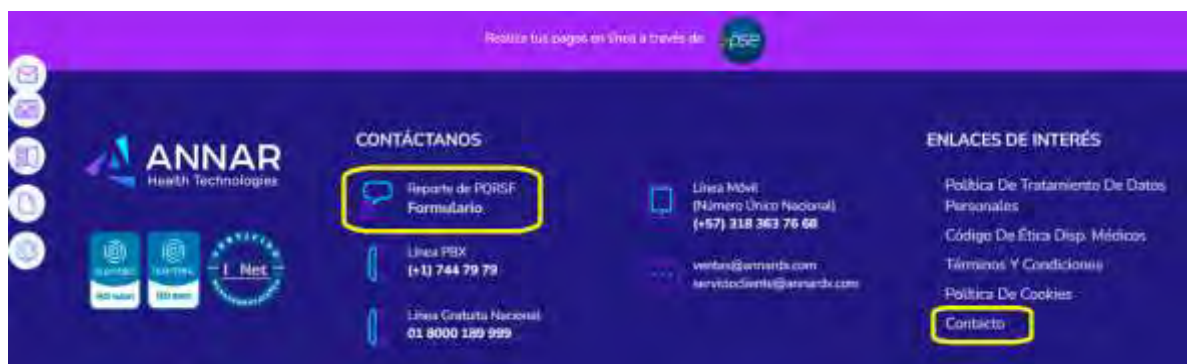 Realiza tus pagos en línea a través de pse
ANNAR
Health Technologies
I Net
CONTÁCTANOS
Reporte de PQRSF
Formulario
Línea PBX
(+1) 744 79 79
Línea Gratuita Nacional
01 8000 189 999
Línea Móvil
(Número Único Nacional)
(+57) 318 363 76 68
ventas@annardx.com
servicioclientes@annardx.com
ENLACES DE INTERÉS
Política De Tratamiento De Datos
Personales
Código De Ética Disp. Médicos
Términos Y Condiciones
Política De Cookies
Contacto